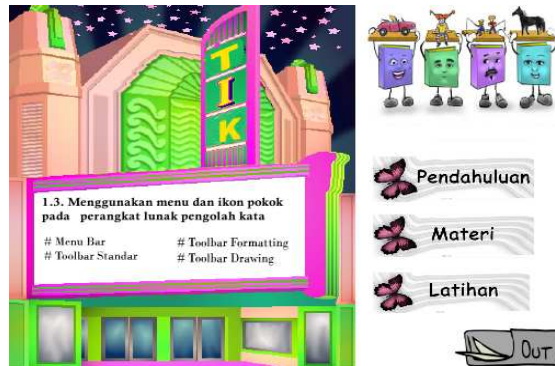 TIK
1.3. Menggunakan menu dan ikon pokok
pada perangkat lunak pengolah kata
# Menu Bar # Toolbar Formatting
# Toolbar Standar # Toolbar Drawing
Pendahuluan
Materi
Latihan
OUT